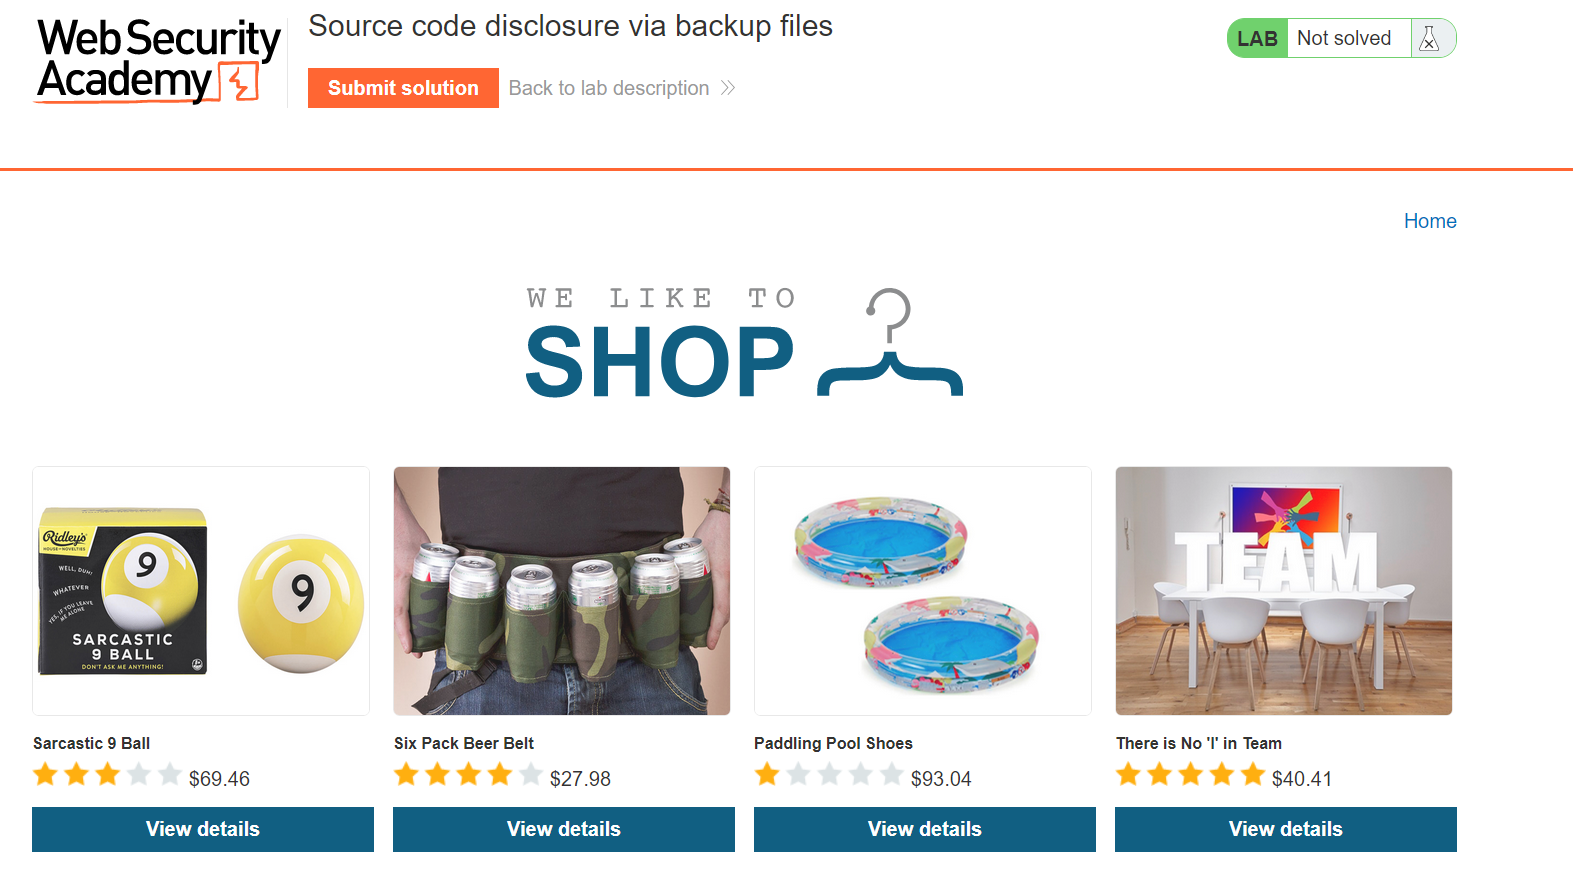 Web Security
Academy
Source code disclosure via backup files
Submit solution
Back to lab description
LAB
Not solved
Home
WE LIKE TO
SHOP
Ridley's
HOUSE OF NOVELTIES
WELL, DUH!
WHATEVER
YES, IF YOU LEAVE
ME ALONE
9
9
SARCASTIC
9 BALL
DON'T ASK ME ANYTHING!
TEAM
Sarcastic 9 Ball
$69.46
View details
Six Pack Beer Belt
$27.98
View details
Paddling Pool Shoes
$93.04
View details
There is No 'I' in Team
$40.41
View details